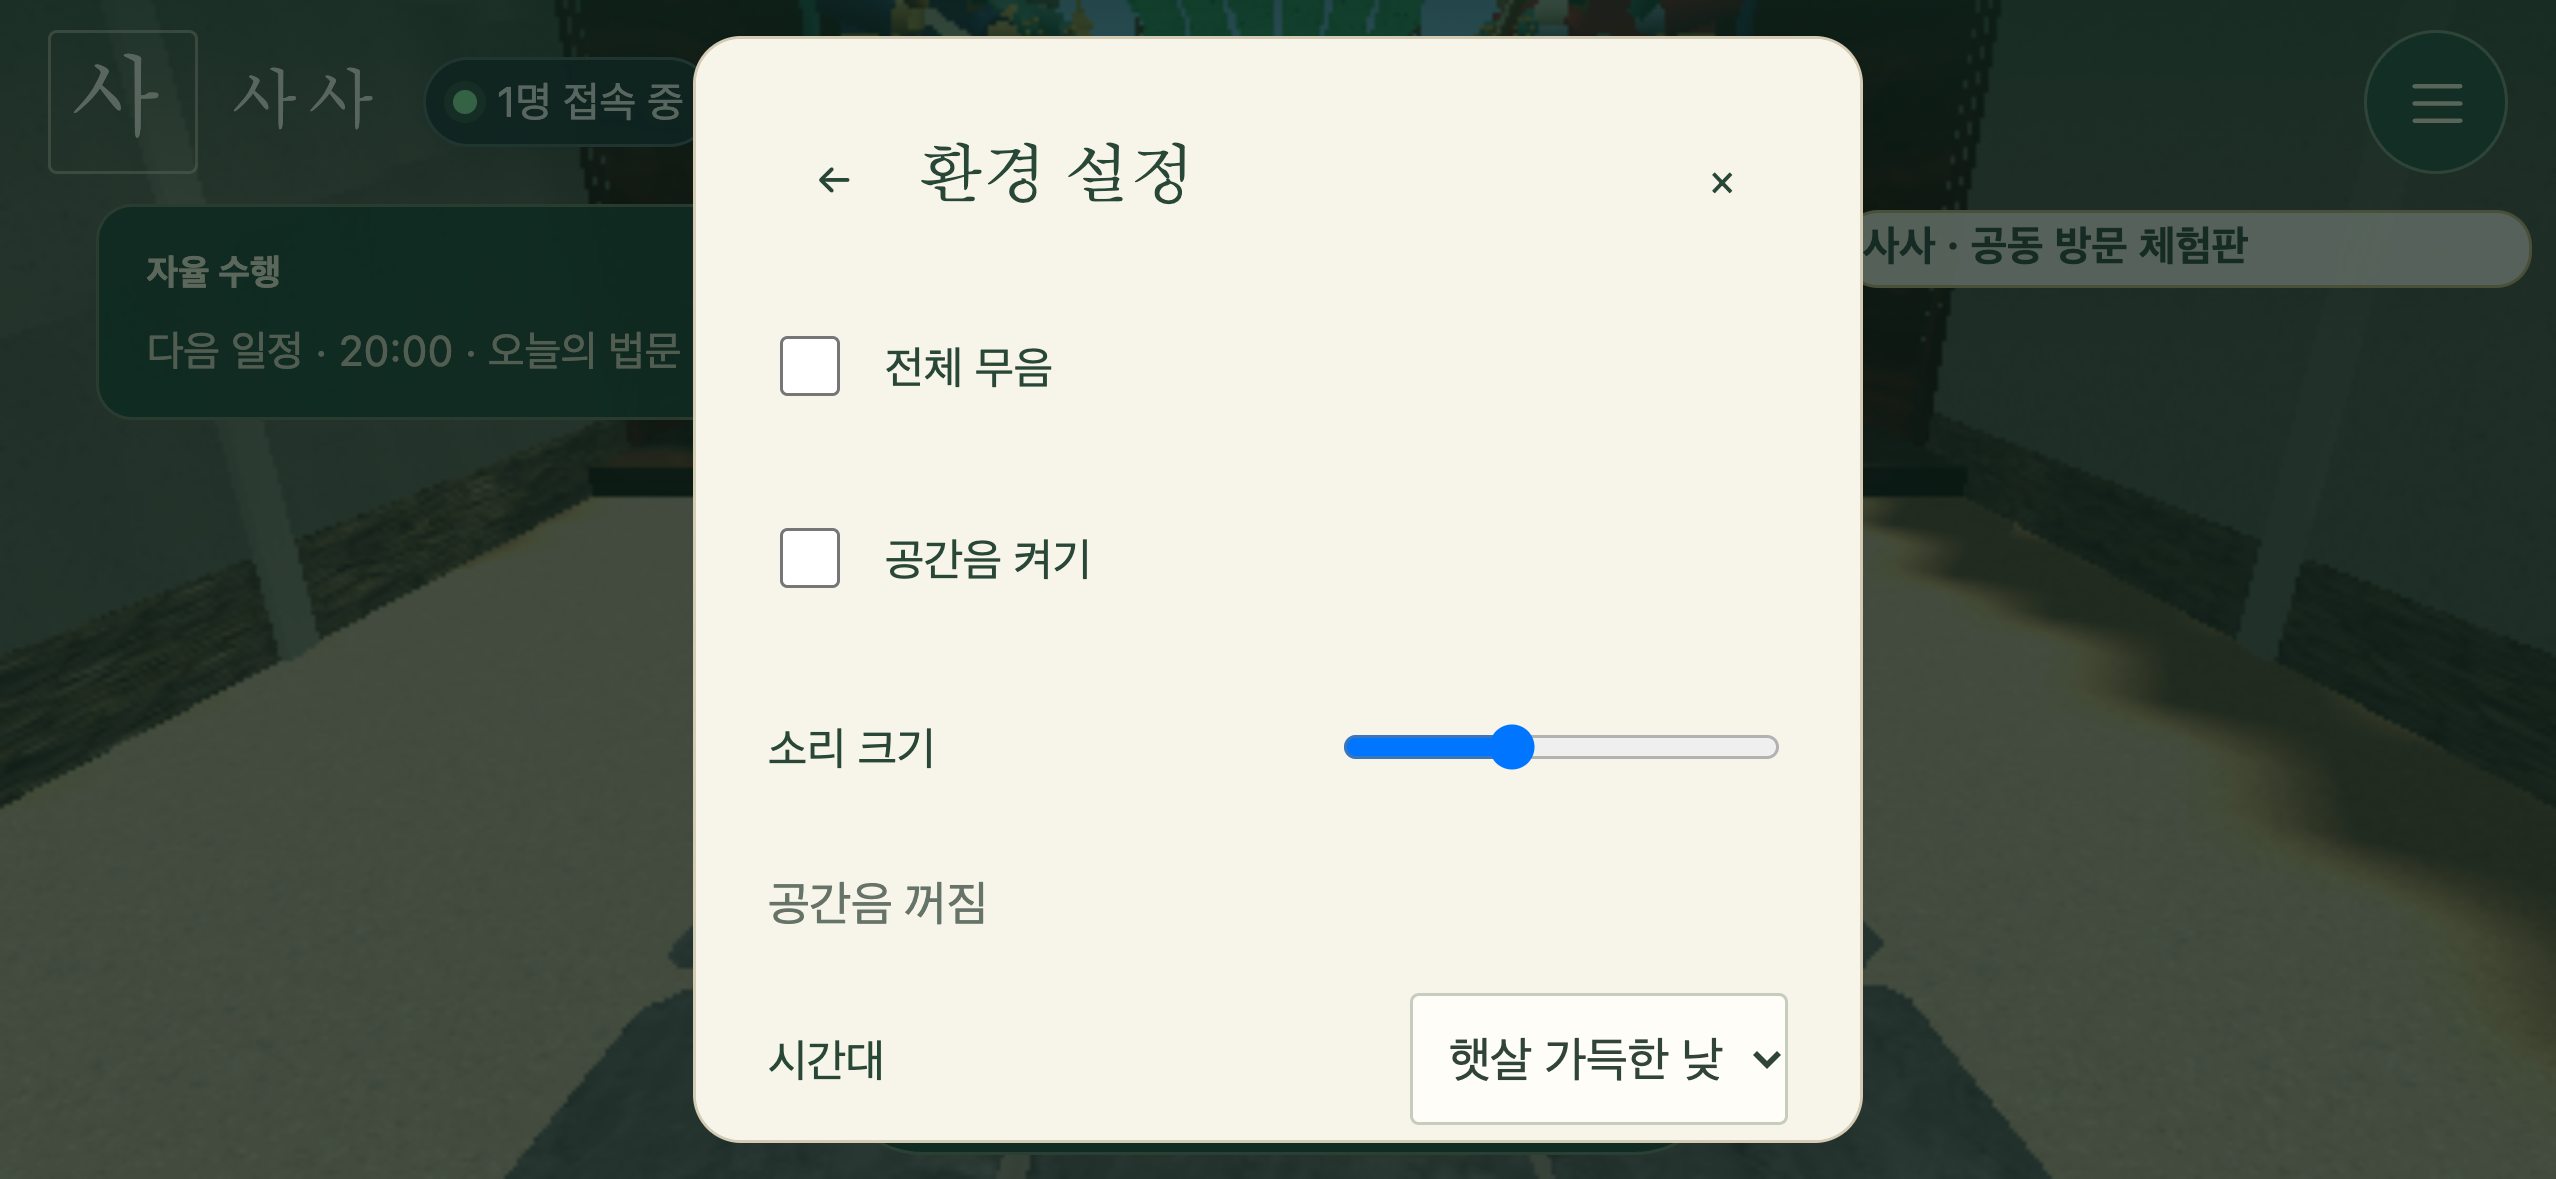 사 사사 1명 접속 중
자율 수행
다음 일정 · 20:00 · 오늘의 법문
사사 · 공동 방문 체험판
환경 설정
전체 무음
공간음 켜기
소리 크기
공간음 꺼짐
시간대 햇살 가득한 낮